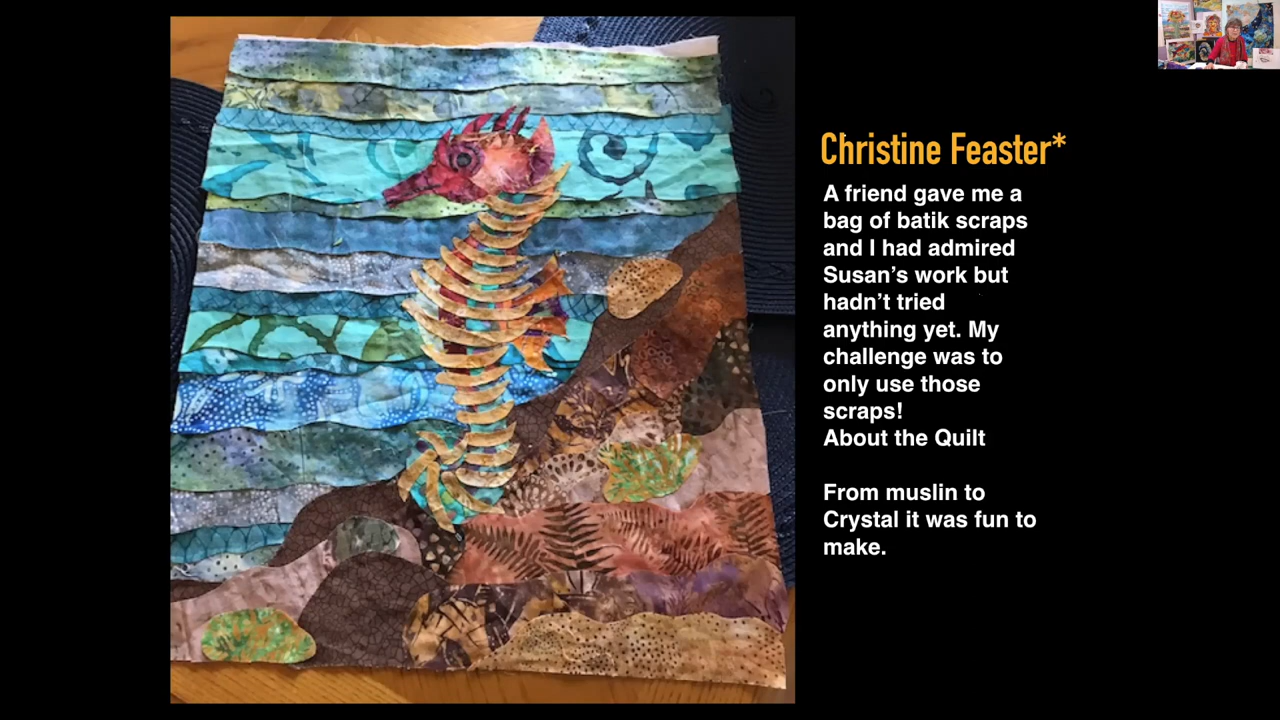 Christine Feaster*
A friend gave me a
bag of batik scraps
and I had admired
Susan’s work but
hadn’t tried
anything yet. My
challenge was to
only use those
scraps!
About the Quilt
From muslin to
Crystal it was fun to
make.